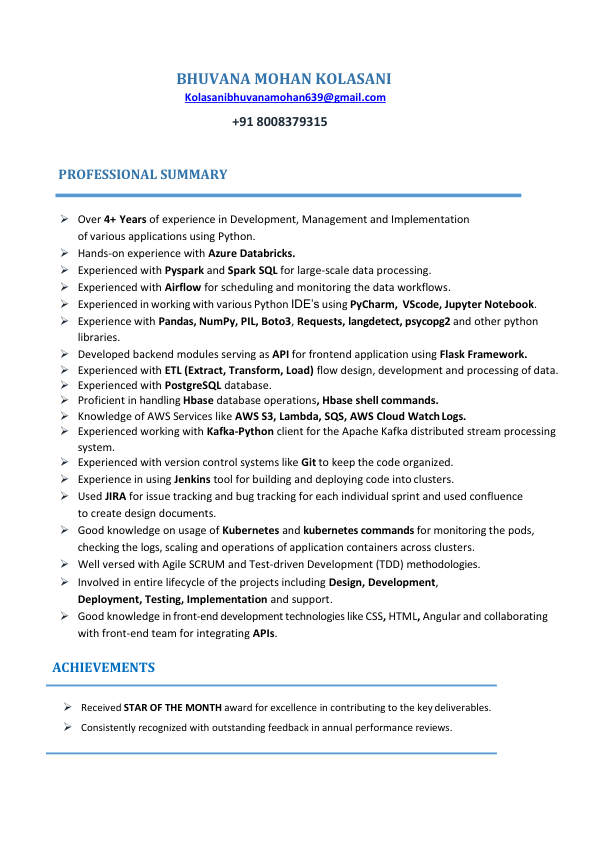 BHUVANA MOHAN KOLASANI
Kolasanibhuvanamohan639@gmail.com
+91 8008379315
PROFESSIONAL SUMMARY
➢ Over 4+ Years of experience in Development, Management and Implementation
of various applications using Python.
➢ Hands-on experience with Azure Databricks.
➢ Experienced with Pyspark and Spark SQL for large-scale data processing.
➢ Experienced with Airflow for scheduling and monitoring the data workflows.
➢ Experienced in working with various Python IDE's using PyCharm, VScode, Jupyter Notebook.
➢ Experience with Pandas, NumPy, PIL, Boto3, Requests, langdetect, psycopg2 and other python
libraries.
➢ Developed backend modules serving as API for frontend application using Flask Framework.
➢ Experienced with ETL (Extract, Transform, Load) flow design, development and processing of data.
➢ Experienced with PostgreSQL database.
➢ Proficient in handling Hbase database operations, Hbase shell commands.
➢ Knowledge of AWS Services like AWS S3, Lambda, SQS, AWS Cloud Watch Logs.
➢ Experienced working with Kafka-Python client for the Apache Kafka distributed stream processing
system.
➢ Experienced with version control systems like Git to keep the code organized.
➢ Experience in using Jenkins tool for building and deploying code into clusters.
➢ Used JIRA for issue tracking and bug tracking for each individual sprint and used confluence
to create design documents.
➢ Good knowledge on usage of Kubernetes and kubernetes commands for monitoring the pods,
checking the logs, scaling and operations of application containers across clusters.
➢ Well versed with Agile SCRUM and Test-driven Development (TDD) methodologies.
➢ Involved in entire lifecycle of the projects including Design, Development,
Deployment, Testing, Implementation and support.
➢ Good knowledge in front-end development technologies like CSS, HTML, Angular and collaborating
with front-end team for integrating APIs.
ACHIEVEMENTS
➢ Received STAR OF THE MONTH award for excellence in contributing to the key deliverables.
➢ Consistently recognized with outstanding feedback in annual performance reviews.